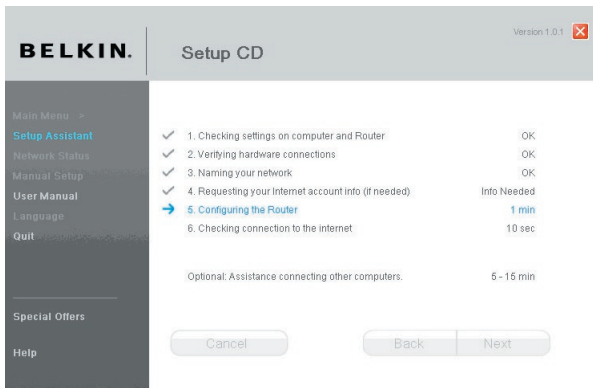 Version 1.0.1
BELKIN.
Setup CD
Main Menu >
Setup Assistant
Network Status
Manual Setup
User Manual
Language
Quit
Special Offers
Help
1. Checking settings on computer and Router OK
2. Verifying hardware connections OK
3. Naming your network OK
4. Requesting your Internet account info (if needed) Info Needed
5. Configuring the Router 1 min
6. Checking connection to the internet 10 sec
Optional: Assistance connecting other computers. 5 - 15 min
Cancel
Back
Next